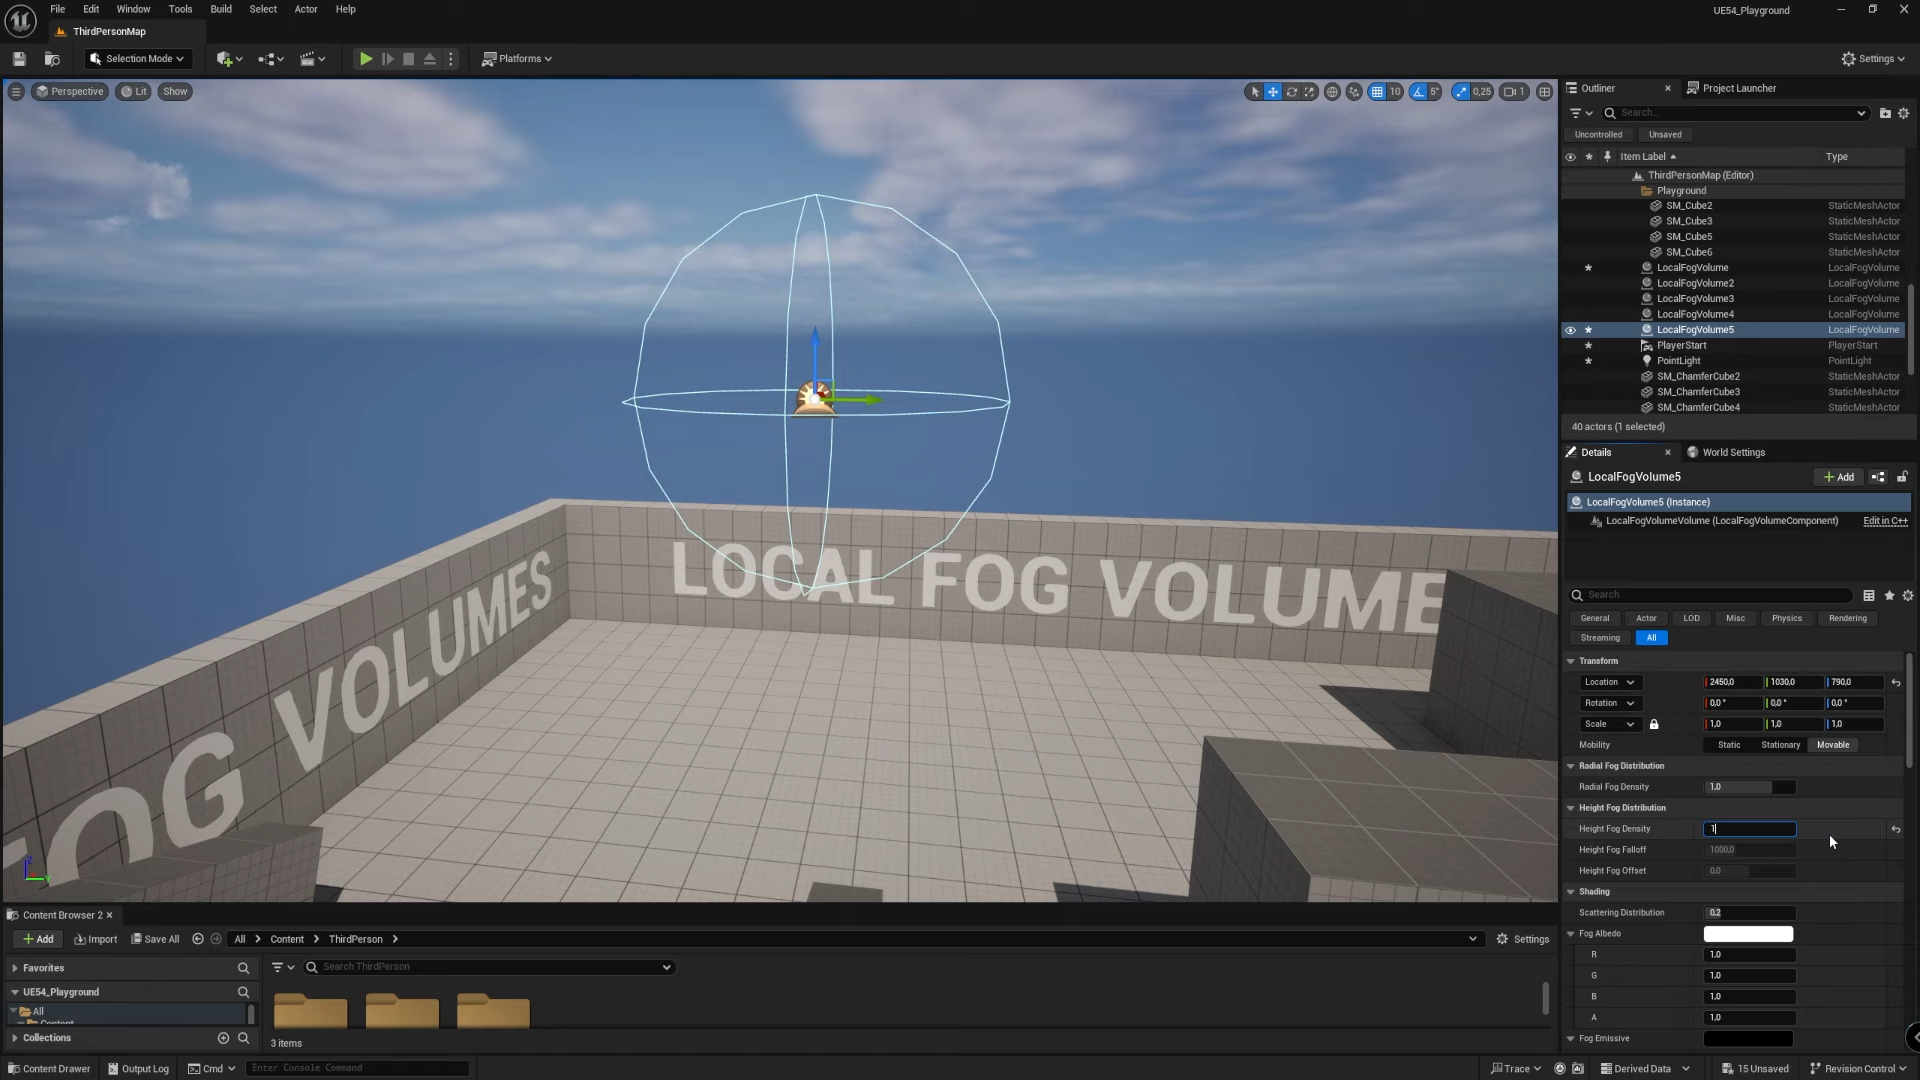 File Edit Window Tools Build Select Actor Help
UE54_Playground
ThirdPersonMap
Selection Mode
Platforms
Settings
Perspective Lit Show
10 5° 0,25 1
LOCAL FOG VOLUME
FOG VOLUMES
Outliner Project Launcher
Search...
Uncontrolled Unsaved
Item Label Type
ThirdPersonMap (Editor)
Playground
SM_Cube2 StaticMeshActor
SM_Cube3 StaticMeshActor
SM_Cube5 StaticMeshActor
SM_Cube6 StaticMeshActor
LocalFogVolume LocalFogVolume
LocalFogVolume2 LocalFogVolume
LocalFogVolume3 LocalFogVolume
LocalFogVolume4 LocalFogVolume
LocalFogVolume5 LocalFogVolume
PlayerStart PlayerStart
PointLight PointLight
SM_ChamferCube2 StaticMeshActor
SM_ChamferCube3 StaticMeshActor
SM_ChamferCube4 StaticMeshActor
40 actors (1 selected)
Details World Settings
LocalFogVolume5 Add
LocalFogVolume5 (Instance)
LocalFogVolumeVolume (LocalFogVolumeComponent) Edit in C++
Search
General Actor LOD Misc Physics Rendering
Streaming All
Transform
Location 2450,0 1030,0 790,0
Rotation 0,0 ° 0,0 ° 0,0 °
Scale 1,0 1,0 1,0
Mobility Static Stationary Movable
Radial Fog Distribution
Radial Fog Density 1,0
Height Fog Distribution
Height Fog Density 1
Height Fog Falloff 1000,0
Height Fog Offset 0,0
Shading
Scattering Distribution 0,2
Fog Albedo
R 1,0
G 1,0
B 1,0
A 1,0
Fog Emissive
Content Browser 2
Add Import Save All All Content ThirdPerson Settings
Favorites
Search ThirdPerson
UE54_Playground
All
Content
Collections
3 items
Content Drawer Output Log Cmd Enter Console Command Trace Derived Data 15 Unsaved Revision Control